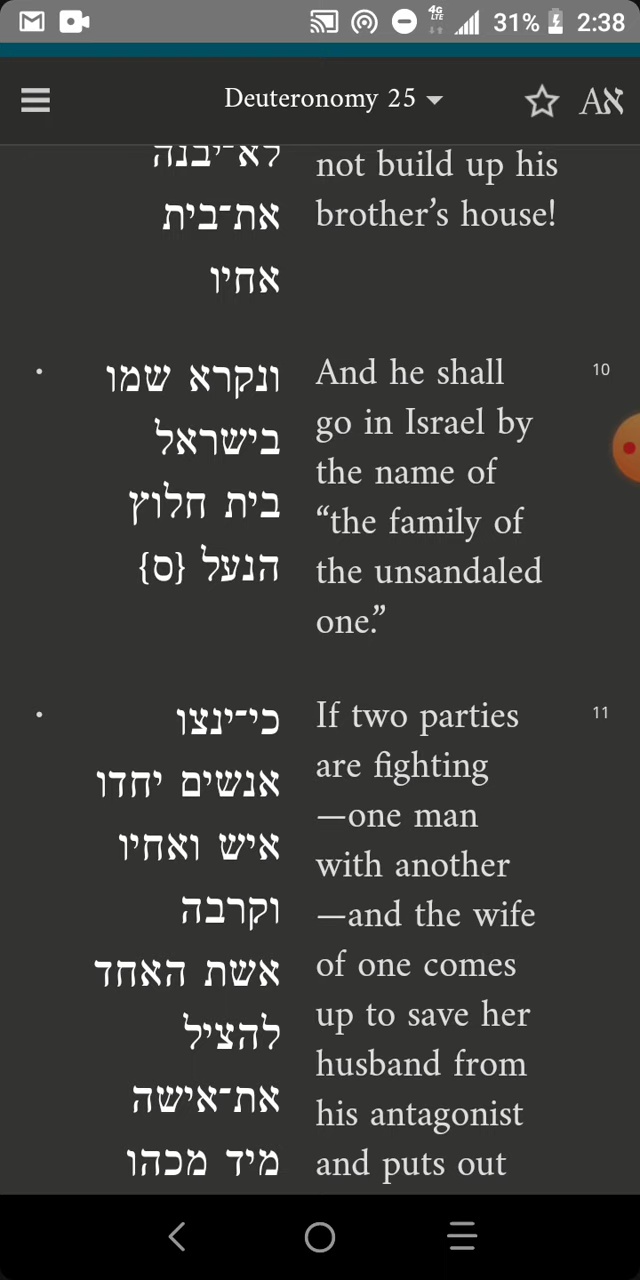 4G
LTE
31%
2:38
Deuteronomy 25
Aא
לא־יבנה
את־בית
אחיו
not build up his
brother’s house!
ונקרא שמו
בישראל
בית חלוץ
הנעל {ס}
And he shall
go in Israel by
the name of
“the family of
the unsandaled
one.”
10
כי־ינצו
אנשים יחדו
איש ואחיו
וקרבה
אשת האחד
להציל
את־אישה
מיד מכהו
If two parties
are fighting
—one man
with another
—and the wife
of one comes
up to save her
husband from
his antagonist
and puts out
11